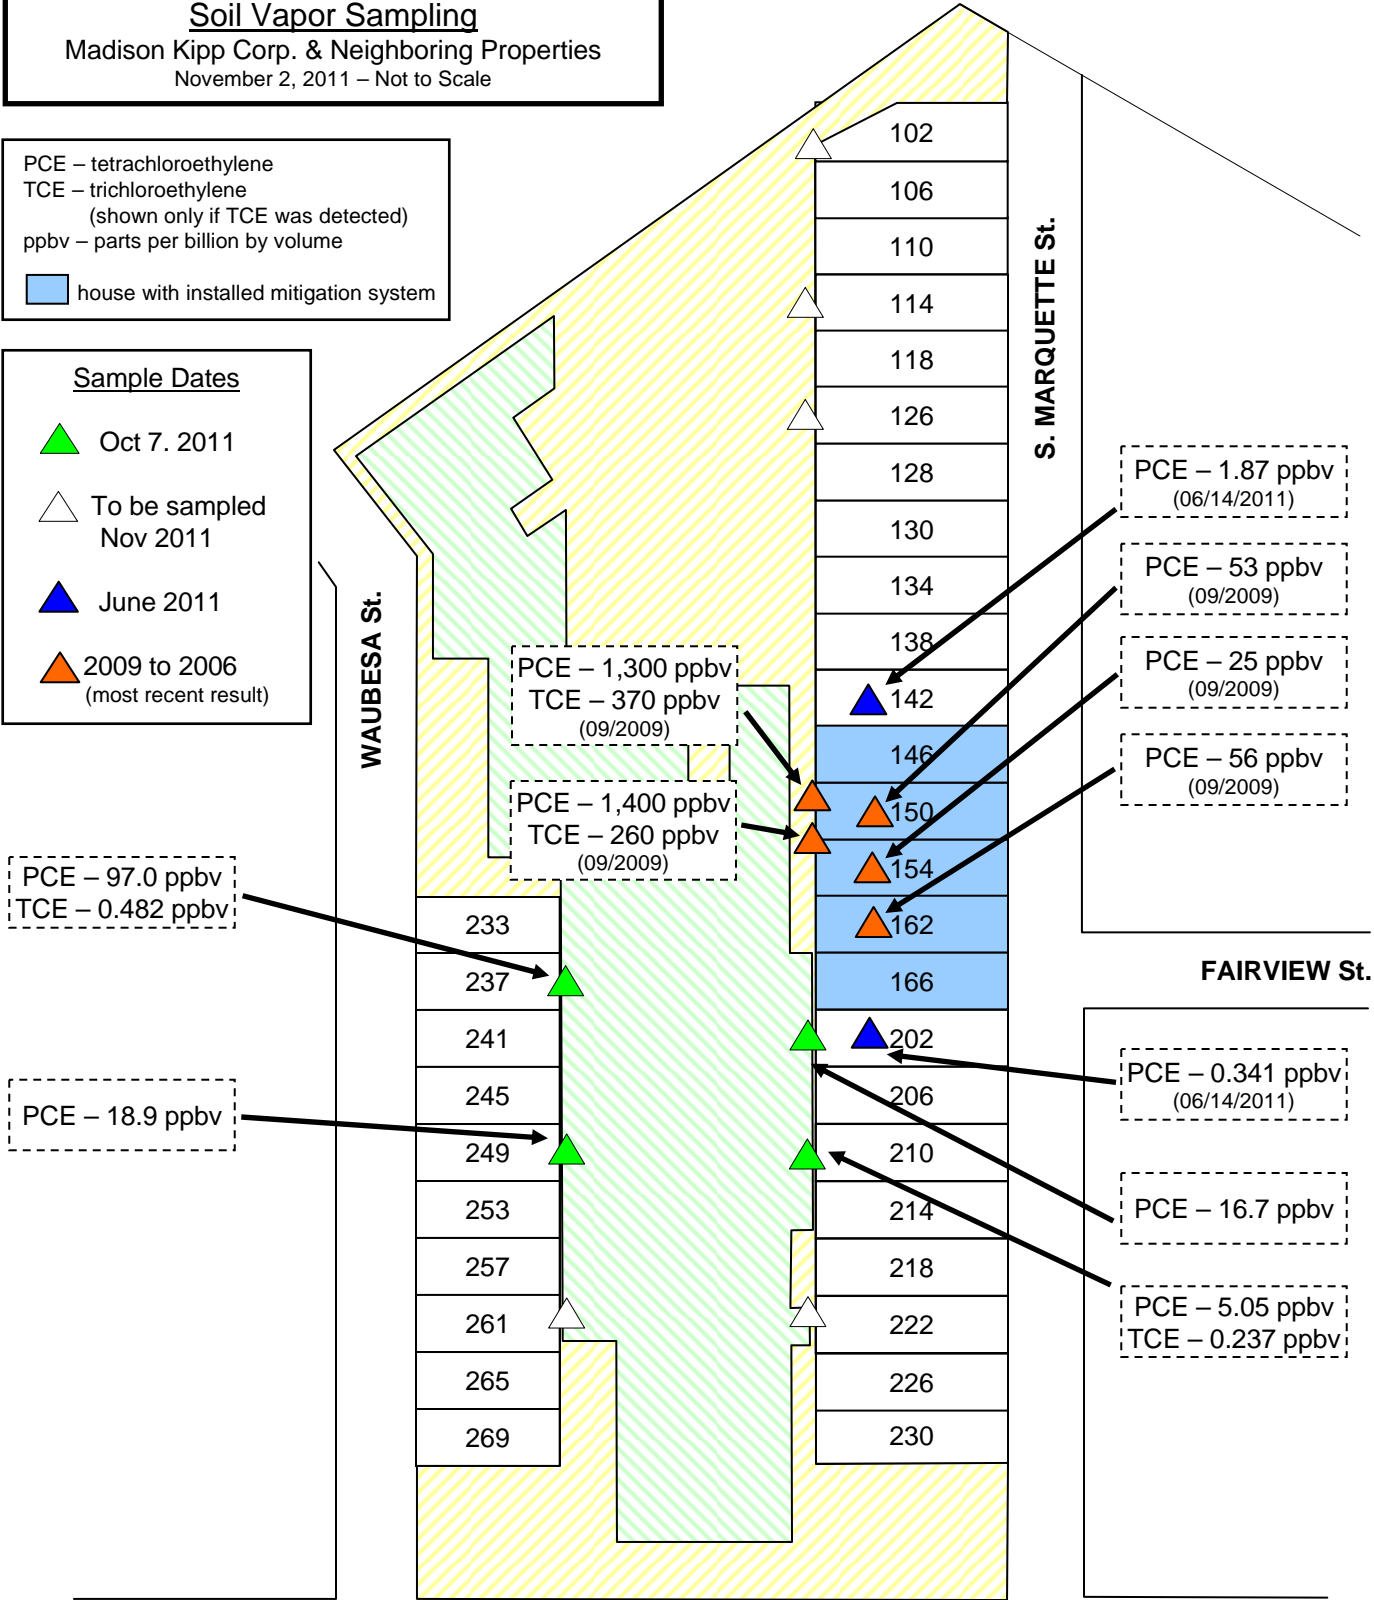 Soil Vapor Sampling
Madison Kipp Corp. & Neighboring Properties
November 2, 2011 – Not to Scale
PCE – tetrachloroethylene
TCE – trichloroethylene
(shown only if TCE was detected)
ppbv – parts per billion by volume
house with installed mitigation system
Sample Dates
Oct 7. 2011
To be sampled
Nov 2011
June 2011
2009 to 2006
(most recent result)
WAUBESA St.
S. MARQUETTE St.
FAIRVIEW St.
102
106
110
114
118
126
128
130
134
138
142
146
150
154
162
166
202
206
210
214
218
222
226
230
233
237
241
245
249
253
257
261
265
269
PCE – 1,300 ppbv
TCE – 370 ppbv
(09/2009)
PCE – 1,400 ppbv
TCE – 260 ppbv
(09/2009)
PCE – 97.0 ppbv
TCE – 0.482 ppbv
PCE – 18.9 ppbv
PCE – 1.87 ppbv
(06/14/2011)
PCE – 53 ppbv
(09/2009)
PCE – 25 ppbv
(09/2009)
PCE – 56 ppbv
(09/2009)
PCE – 0.341 ppbv
(06/14/2011)
PCE – 16.7 ppbv
PCE – 5.05 ppbv
TCE – 0.237 ppbv